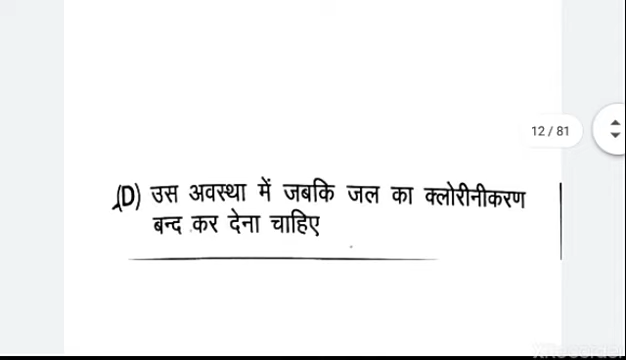 12 / 81
(D) उस अवस्था में जबकि जल का क्लोरीनीकरण
बन्द कर देना चाहिए